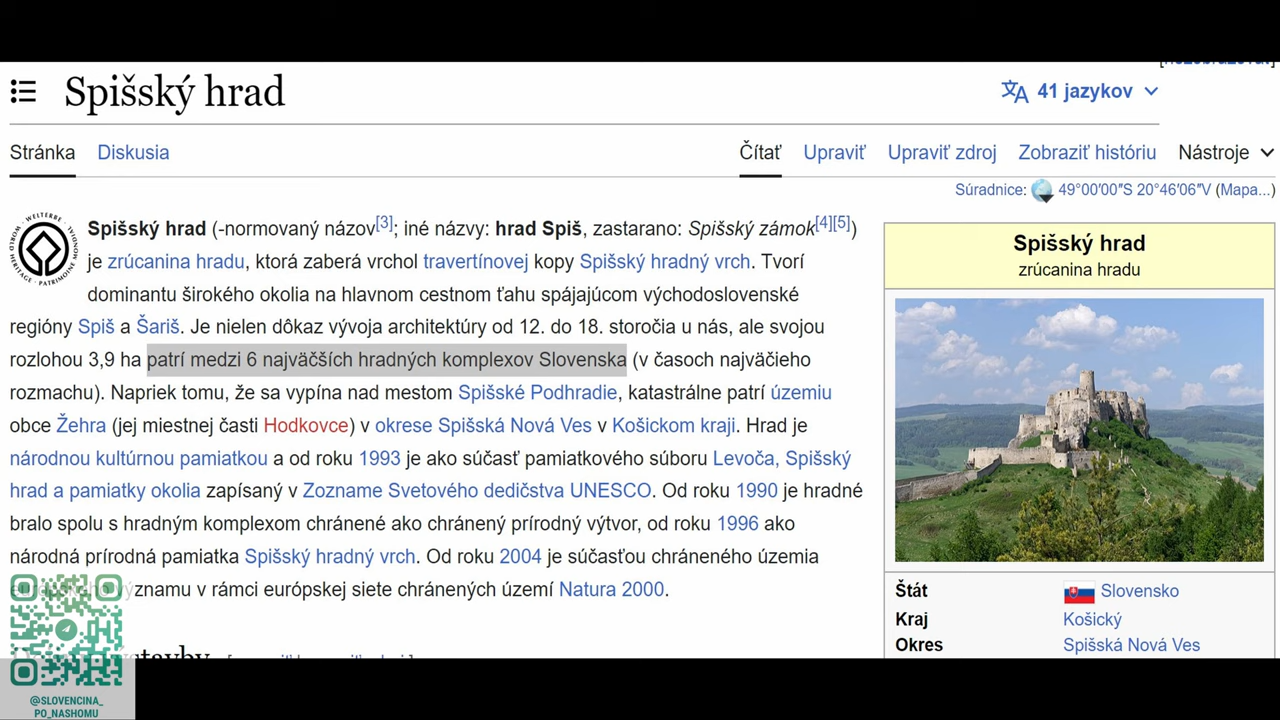 Spišský hrad
41 jazykov
Stránka Diskusia Čítať Upraviť Upraviť zdroj Zobraziť históriu Nástroje
Súradnice: 49°00′00″S 20°46′06″V (Mapa...)
Spišský hrad (-normovaný názov[3]; iné názvy: hrad Spiš, zastarano: Spišský zámok[4][5])
je zrúcanina hradu, ktorá zaberá vrchol travertínovej kopy Spišský hradný vrch. Tvorí
dominantu širokého okolia na hlavnom cestnom ťahu spájajúcom východoslovenské
regióny Spiš a Šariš. Je nielen dôkaz vývoja architektúry od 12. do 18. storočia u nás, ale svojou
rozlohou 3,9 ha patrí medzi 6 najväčších hradných komplexov Slovenska (v časoch najväčieho
rozmachu). Napriek tomu, že sa vypína nad mestom Spišské Podhradie, katastrálne patrí územiu
obce Žehra (jej miestnej časti Hodkovce) v okrese Spišská Nová Ves v Košickom kraji. Hrad je
národnou kultúrnou pamiatkou a od roku 1993 je ako súčasť pamiatkového súboru Levoča, Spišský
hrad a pamiatky okolia zapísaný v Zozname Svetového dedičstva UNESCO. Od roku 1990 je hradné
bralo spolu s hradným komplexom chránené ako chránený prírodný výtvor, od roku 1996 ako
národná prírodná pamiatka Spišský hradný vrch. Od roku 2004 je súčasťou chráneného územia
európskeho významu v rámci európskej siete chránených území Natura 2000.
Spišský hrad
zrúcanina hradu
Štát Slovensko
Kraj Košický
Okres Spišská Nová Ves
WORLD HERITAGE • PATRIMOINE MONDIAL
@SLOVENCINA_
PO_NASHOMU